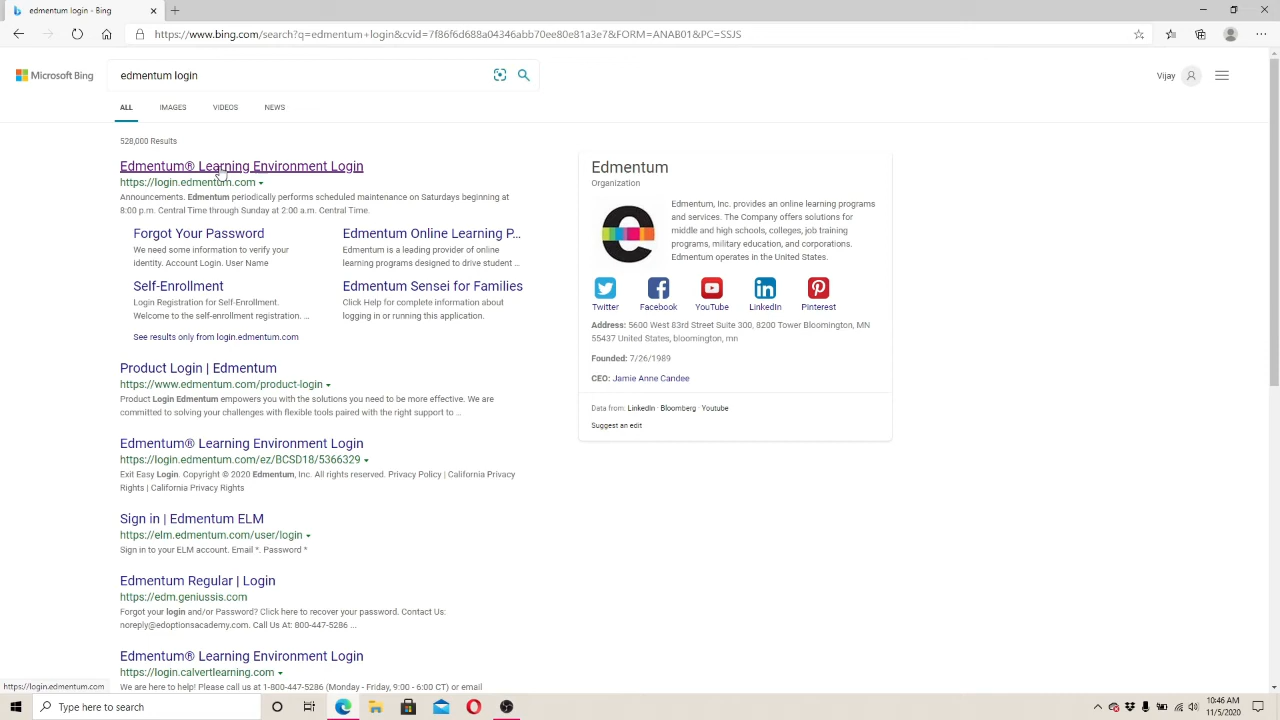 https://www.bing.com/search?q=edmentum+login&cvid=7f86f6d688a04346abb70ee80e81a3e7&FORM=ANAB01&PC=SSJS
Microsoft Bing
edmentum login
Vijay
ALL IMAGES VIDEOS NEWS
528,000 Results
Edmentum® Learning Environment Login
https://login.edmentum.com
Announcements. Edmentum periodically performs scheduled maintenance on Saturdays beginning at
8:00 p.m. Central Time through Sunday at 2:00 a.m. Central Time.
Forgot Your Password
We need some information to verify your
identity. Account Login. User Name
Edmentum Online Learning P...
Edmentum is a leading provider of online
learning programs designed to drive student ...
Self-Enrollment
Login Registration for Self-Enrollment.
Welcome to the self-enrollment registration. ...
Edmentum Sensei for Families
Click Help for complete information about
logging in or running this application.
See results only from login.edmentum.com
Product Login | Edmentum
https://www.edmentum.com/product-login
Product Login Edmentum empowers you with the solutions you need to be more effective. We are
committed to solving your challenges with flexible tools paired with the right support to ...
Edmentum® Learning Environment Login
https://login.edmentum.com/ez/BCSD18/5366329
Exit Easy Login. Copyright © 2020 Edmentum, Inc. All rights reserved. Privacy Policy | California Privacy
Rights | California Privacy Rights
Sign in | Edmentum ELM
https://elm.edmentum.com/user/login
Sign in to your ELM account. Email *. Password *
Edmentum Regular | Login
https://edm.geniussis.com
Forgot your login and/or Password? Click here to recover your password. Contact Us:
noreply@edoptionsacademy.com. Call Us At: 800-447-5286 ...
Edmentum® Learning Environment Login
https://login.calvertlearning.com
We are here to help! Please call us at 1-800-447-5286 (Monday - Friday, 9:00 - 6:00 CT) or email
Edmentum
Organization
Edmentum, Inc. provides an online learning programs
and services. The Company offers solutions for
middle and high schools, colleges, job training
programs, military education, and corporations.
Edmentum operates in the United States.
Twitter Facebook YouTube LinkedIn Pinterest
Address: 5600 West 83rd Street Suite 300, 8200 Tower Bloomington, MN
55437 United States, bloomington, mn
Founded: 7/26/1989
CEO: Jamie Anne Candee
Data from: LinkedIn · Bloomberg · Youtube
Suggest an edit
https://login.edmentum.com
Type here to search
10:46 AM
11/5/2020